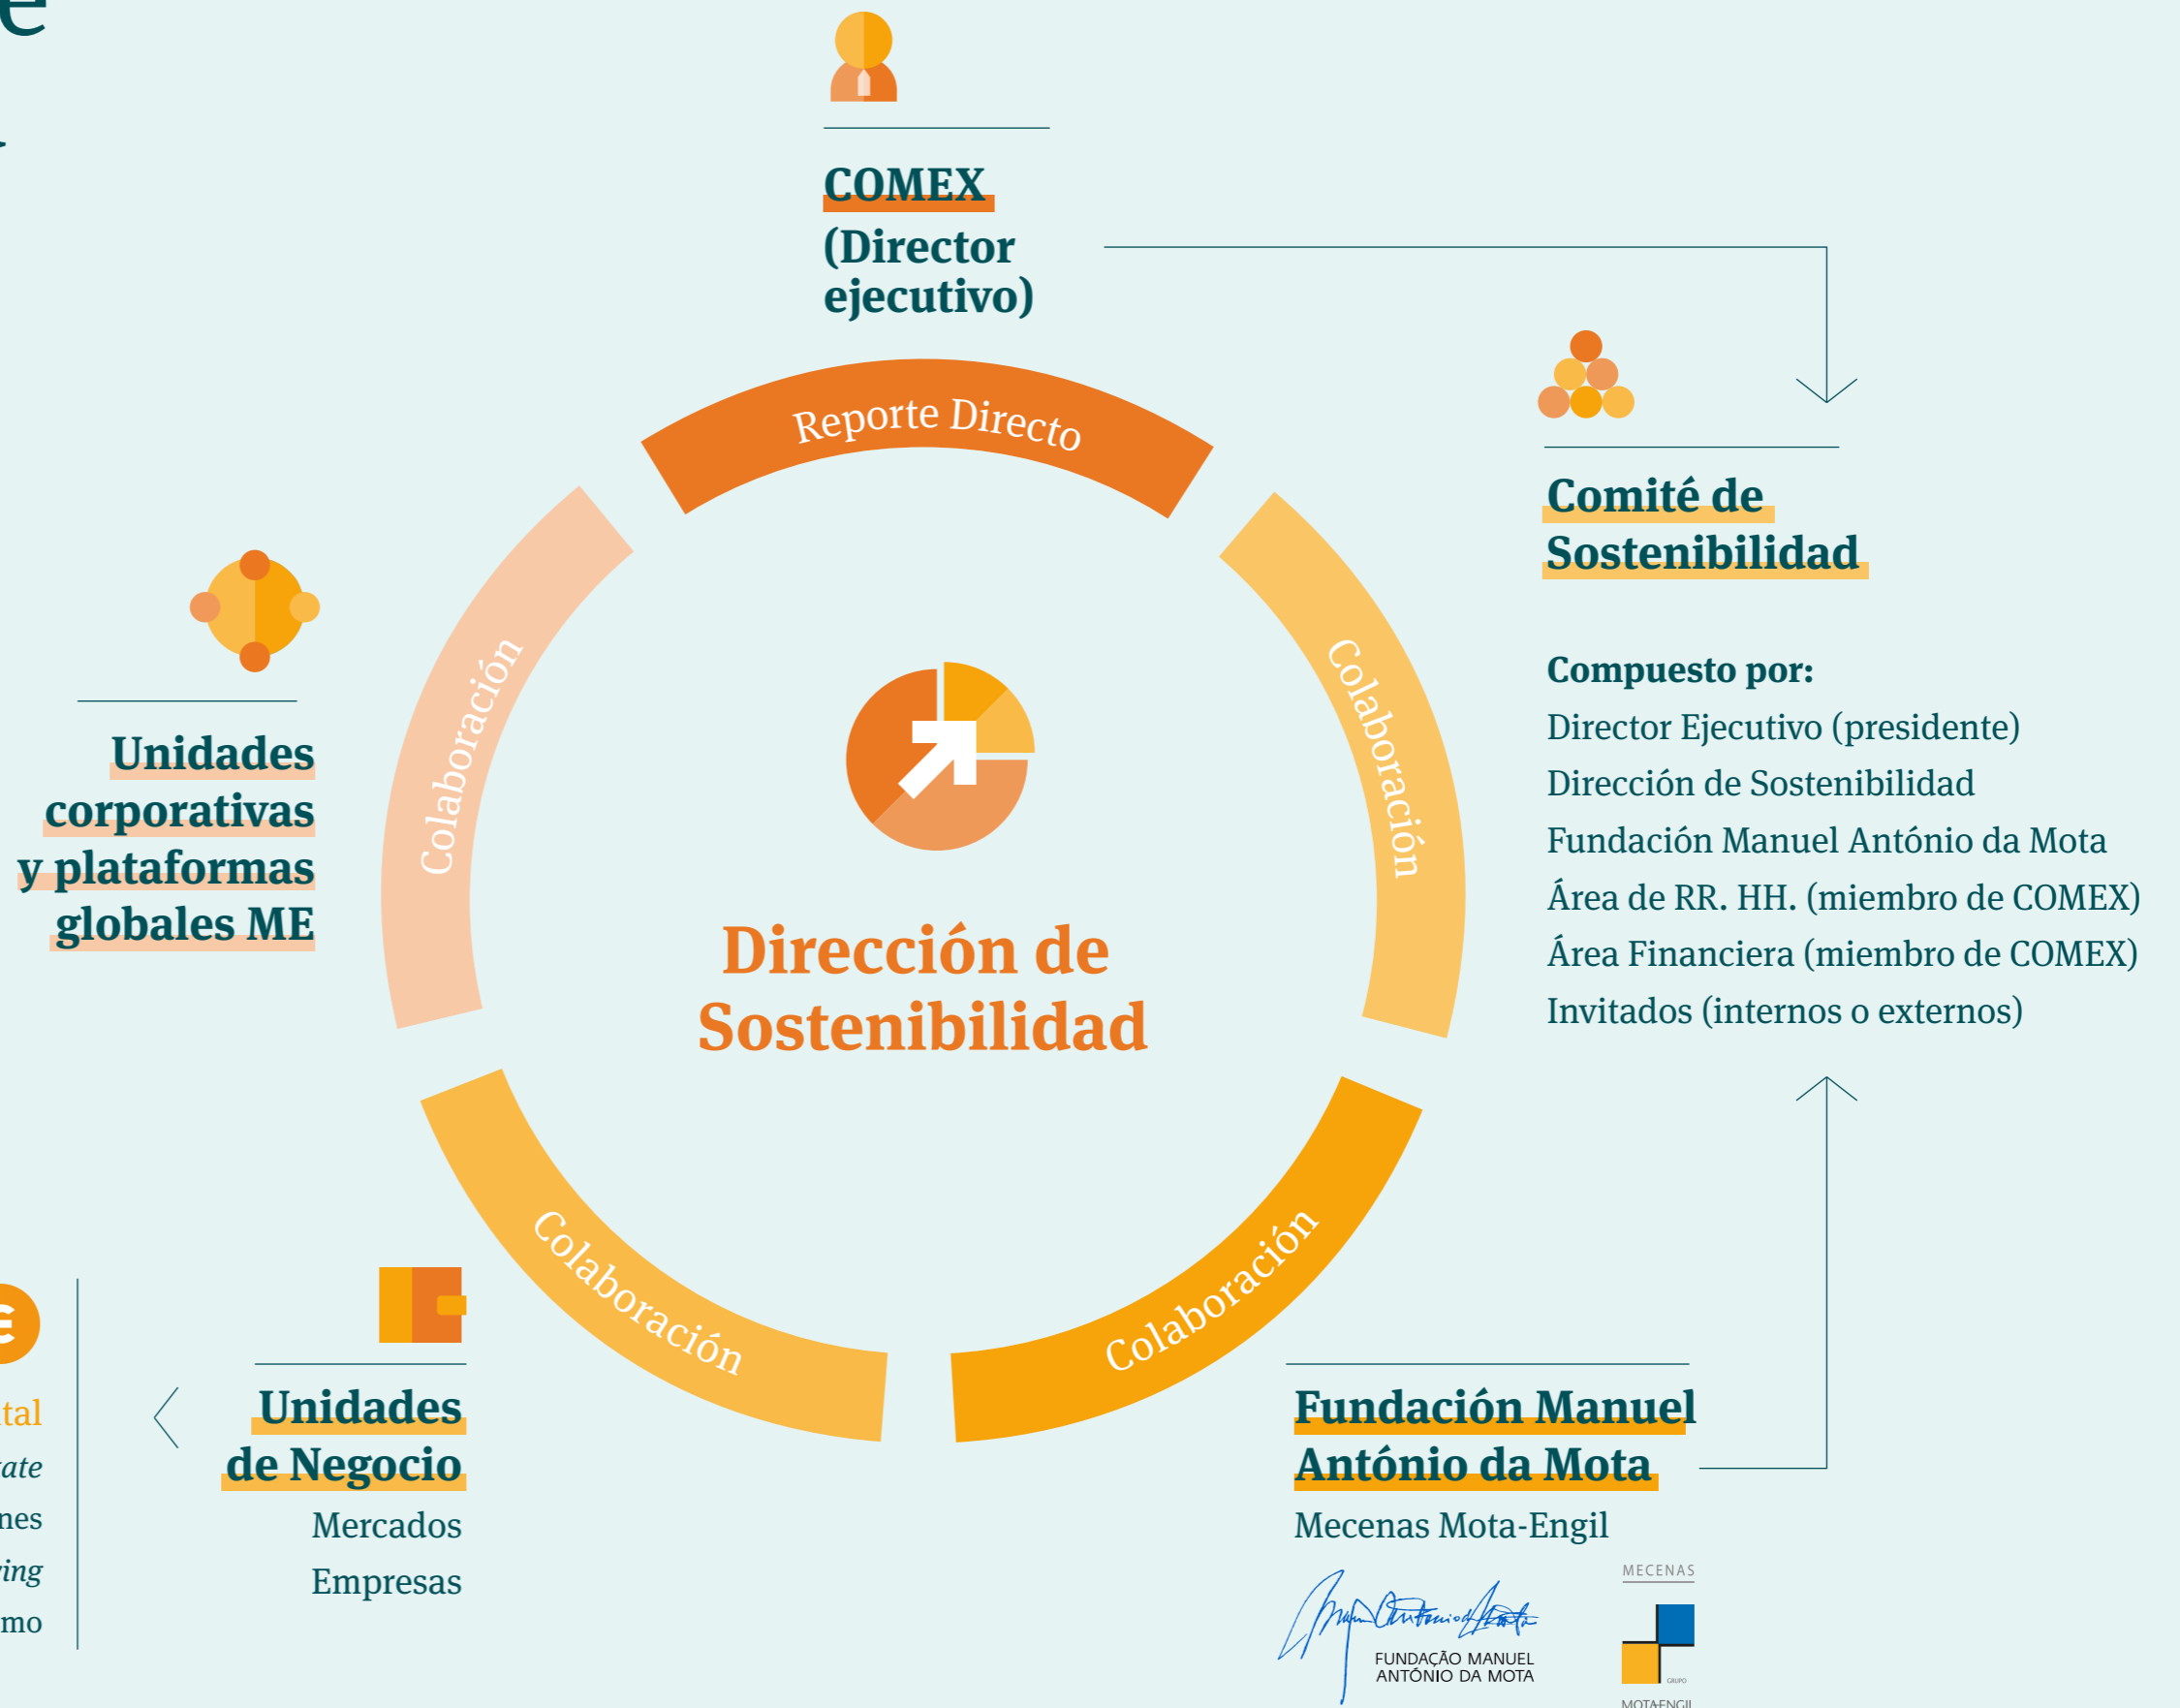 COMEX
(Director
ejecutivo)
Reporte Directo
Colaboración
Colaboración
Colaboración
Colaboración
Dirección de
Sostenibilidad
Comité de
Sostenibilidad
Compuesto por:
Director Ejecutivo (presidente)
Dirección de Sostenibilidad
Fundación Manuel António da Mota
Área de RR. HH. (miembro de COMEX)
Área Financiera (miembro de COMEX)
Invitados (internos o externos)
Unidades
corporativas
y plataformas
globales ME
Unidades
de Negocio
Mercados
Empresas
Fundación Manuel
António da Mota
Mecenas Mota-Engil
FUNDAÇÃO MANUEL
ANTÓNIO DA MOTA
MECENAS
GRUPO
MOTA-ENGIL